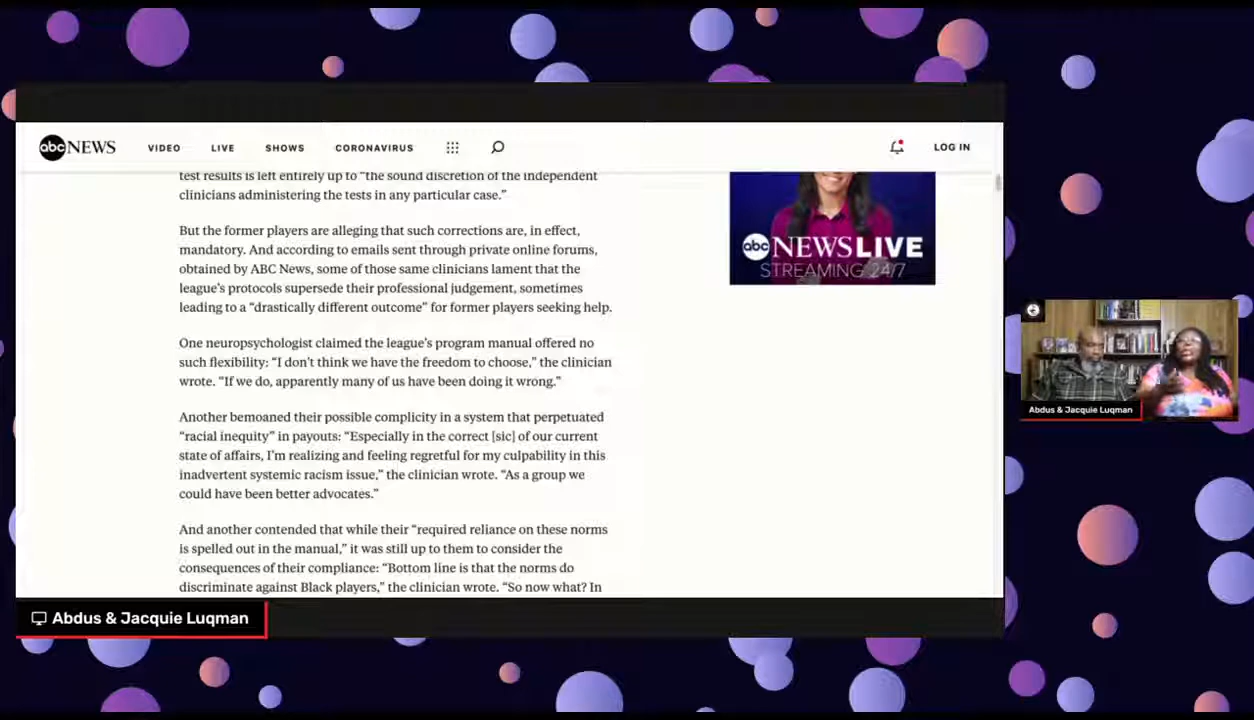 abc NEWS VIDEO LIVE SHOWS CORONAVIRUS LOG IN
test results is left entirely up to “the sound discretion of the independent
clinicians administering the tests in any particular case.”
But the former players are alleging that such corrections are, in effect,
mandatory. And according to emails sent through private online forums,
obtained by ABC News, some of those same clinicians lament that the
league’s protocols supersede their professional judgement, sometimes
leading to a “drastically different outcome” for former players seeking help.
One neuropsychologist claimed the league’s program manual offered no
such flexibility: “I don’t think we have the freedom to choose,” the clinician
wrote. “If we do, apparently many of us have been doing it wrong.”
Another bemoaned their possible complicity in a system that perpetuated
“racial inequity” in payouts: “Especially in the correct [sic] of our current
state of affairs, I’m realizing and feeling regretful for my culpability in this
inadvertent systemic racism issue,” the clinician wrote. “As a group we
could have been better advocates.”
And another contended that while their “required reliance on these norms
is spelled out in the manual,” it was still up to them to consider the
consequences of their compliance: “Bottom line is that the norms do
discriminate against Black players,” the clinician wrote. “So now what? In
abc NEWS LIVE
STREAMING 24/7
Abdus & Jacquie Luqman
Abdus & Jacquie Luqman